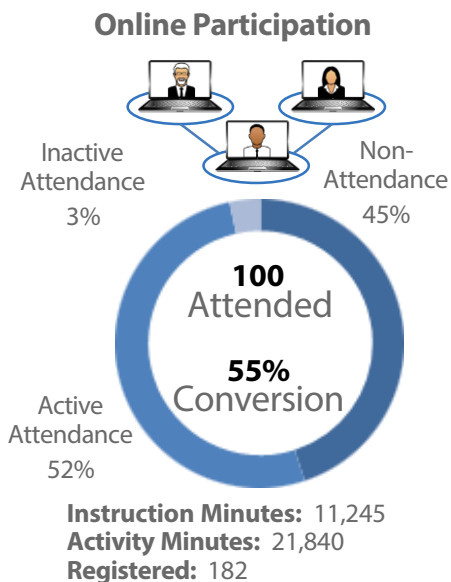 Online Participation
Inactive
Attendance
3%
Non-
Attendance
45%
100
Attended
55%
Conversion
Active
Attendance
52%
Instruction Minutes: 11,245
Activity Minutes: 21,840
Registered: 182